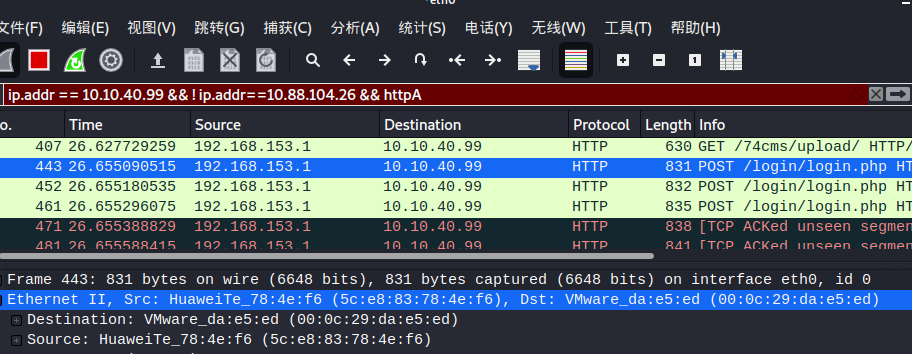 *eth0
文件(F) 编辑(E) 视图(V) 跳转(G) 捕获(C) 分析(A) 统计(S) 电话(Y) 无线(W) 工具(T) 帮助(H)
ip.addr == 10.10.40.99 && ! ip.addr==10.88.104.26 && httpA
o. Time Source Destination Protocol Length Info
407 26.627729259 192.168.153.1 10.10.40.99 HTTP 630 GET /74cms/upload/ HTTP/
443 26.655090515 192.168.153.1 10.10.40.99 HTTP 831 POST /login/login.php HT
452 26.655180535 192.168.153.1 10.10.40.99 HTTP 832 POST /login/login.php HT
461 26.655296075 192.168.153.1 10.10.40.99 HTTP 835 POST /login/login.php HT
471 26.655388829 192.168.153.1 10.10.40.99 HTTP 838 [TCP ACKed unseen segmen
481 26.655588415 192.168.153.1 10.10.40.99 HTTP 841 [TCP ACKed unseen segmen
Frame 443: 831 bytes on wire (6648 bits), 831 bytes captured (6648 bits) on interface eth0, id 0
Ethernet II, Src: HuaweiTe_78:4e:f6 (5c:e8:83:78:4e:f6), Dst: VMware_da:e5:ed (00:0c:29:da:e5:ed)
Destination: VMware_da:e5:ed (00:0c:29:da:e5:ed)
Source: HuaweiTe_78:4e:f6 (5c:e8:83:78:4e:f6)